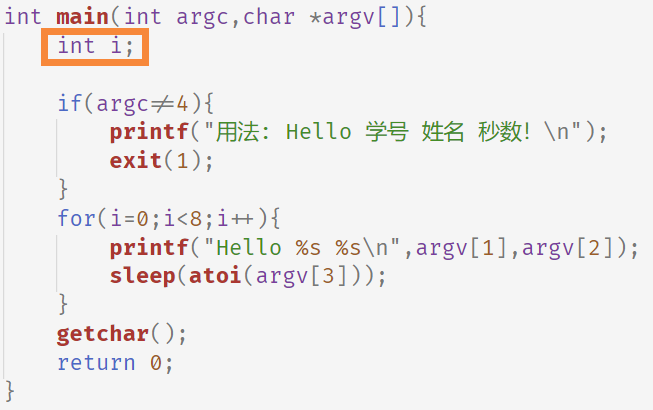 int main(int argc,char *argv[]){
int i;
if(argc!=4){
printf("用法: Hello 学号 姓名 秒数! \n");
exit(1);
}
for(i=0;i<8;i++){
printf("Hello %s %s\n",argv[1],argv[2]);
sleep(atoi(argv[3]));
}
getchar();
return 0;
}